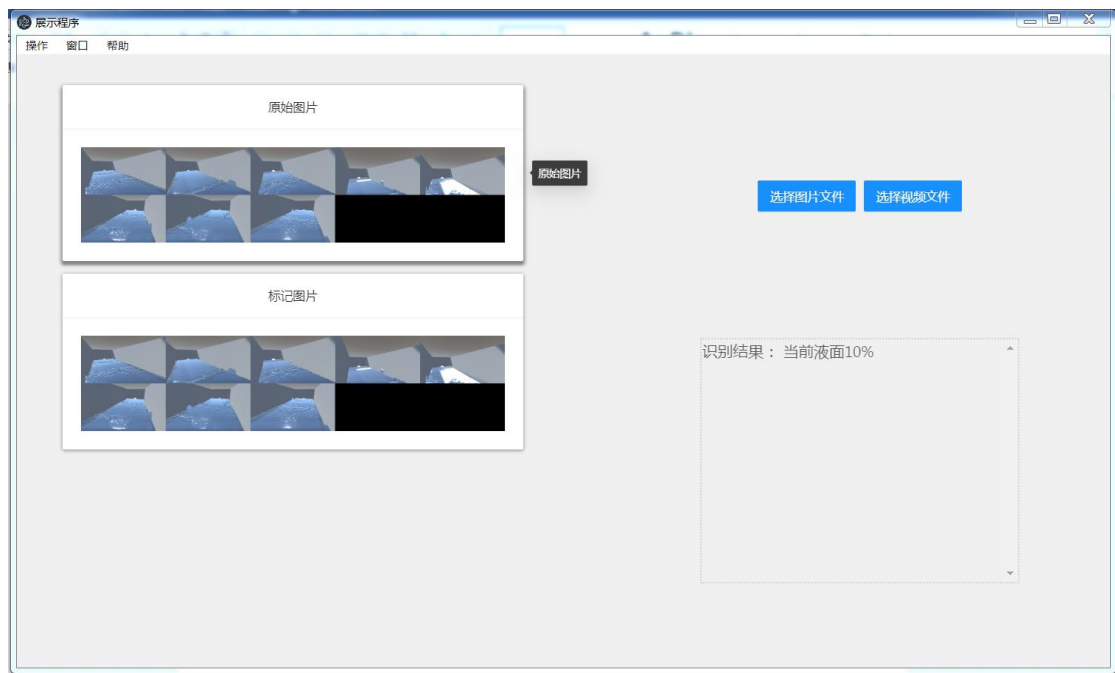 展示程序
操作 窗口 帮助
原始图片
原始图片
选择图片文件 选择视频文件
标记图片
识别结果： 当前液面10%